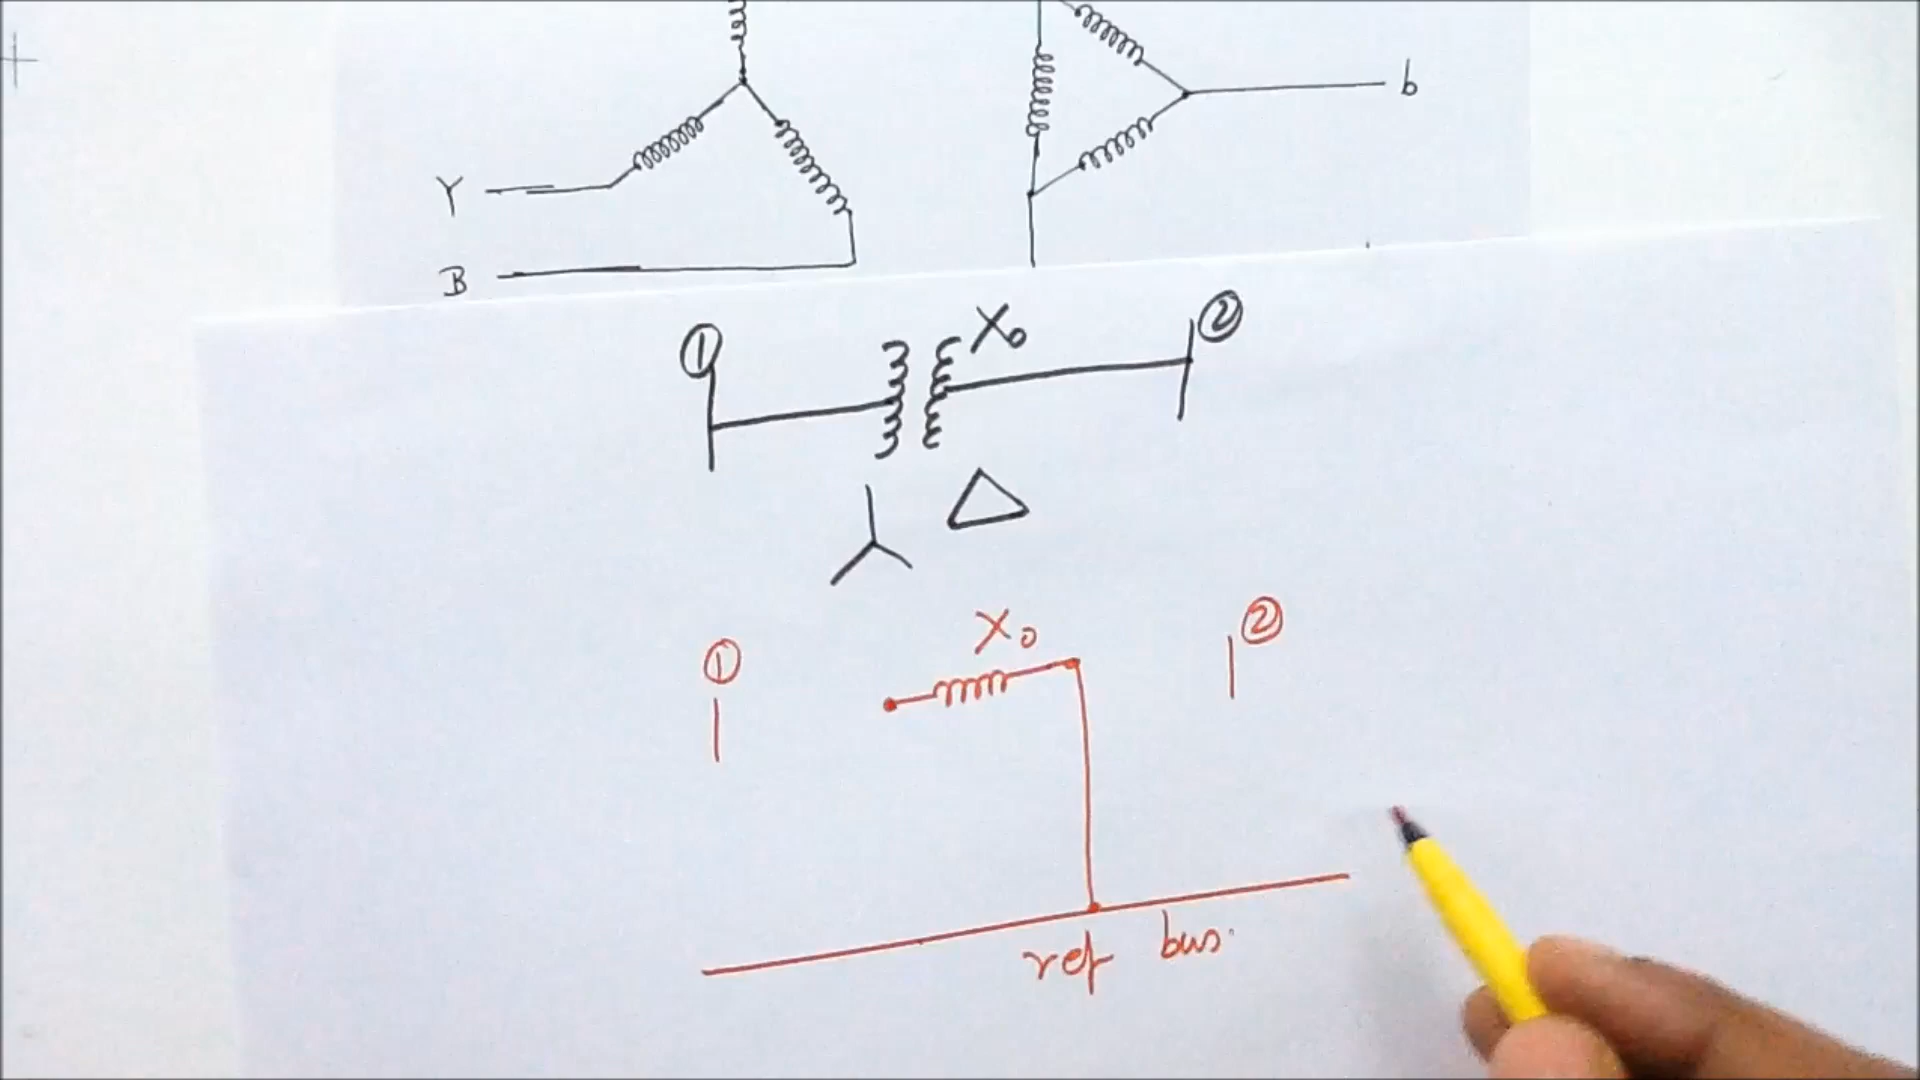 b
Y
B
① X₀ ②
① X₀ ②
ref bus